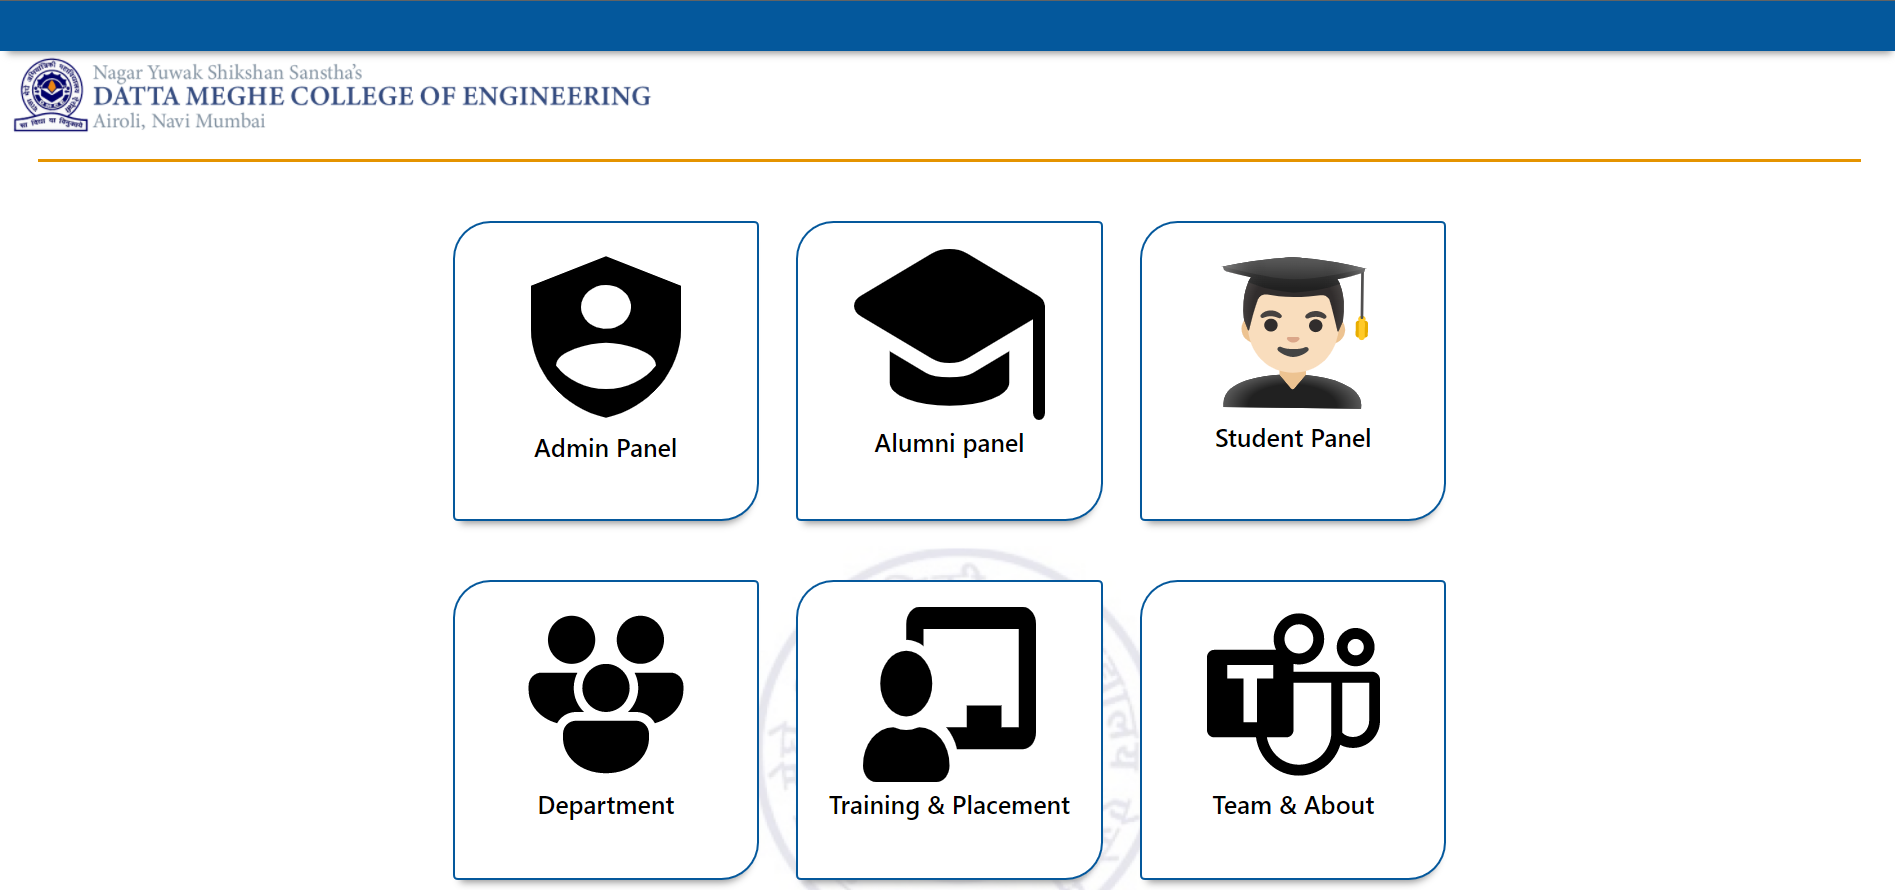 Nagar Yuwak Shikshan Sanstha's
DATTA MEGHE COLLEGE OF ENGINEERING
Airoli, Navi Mumbai
Admin Panel
Alumni panel
Student Panel
T
Department
Training & Placement
Team & About